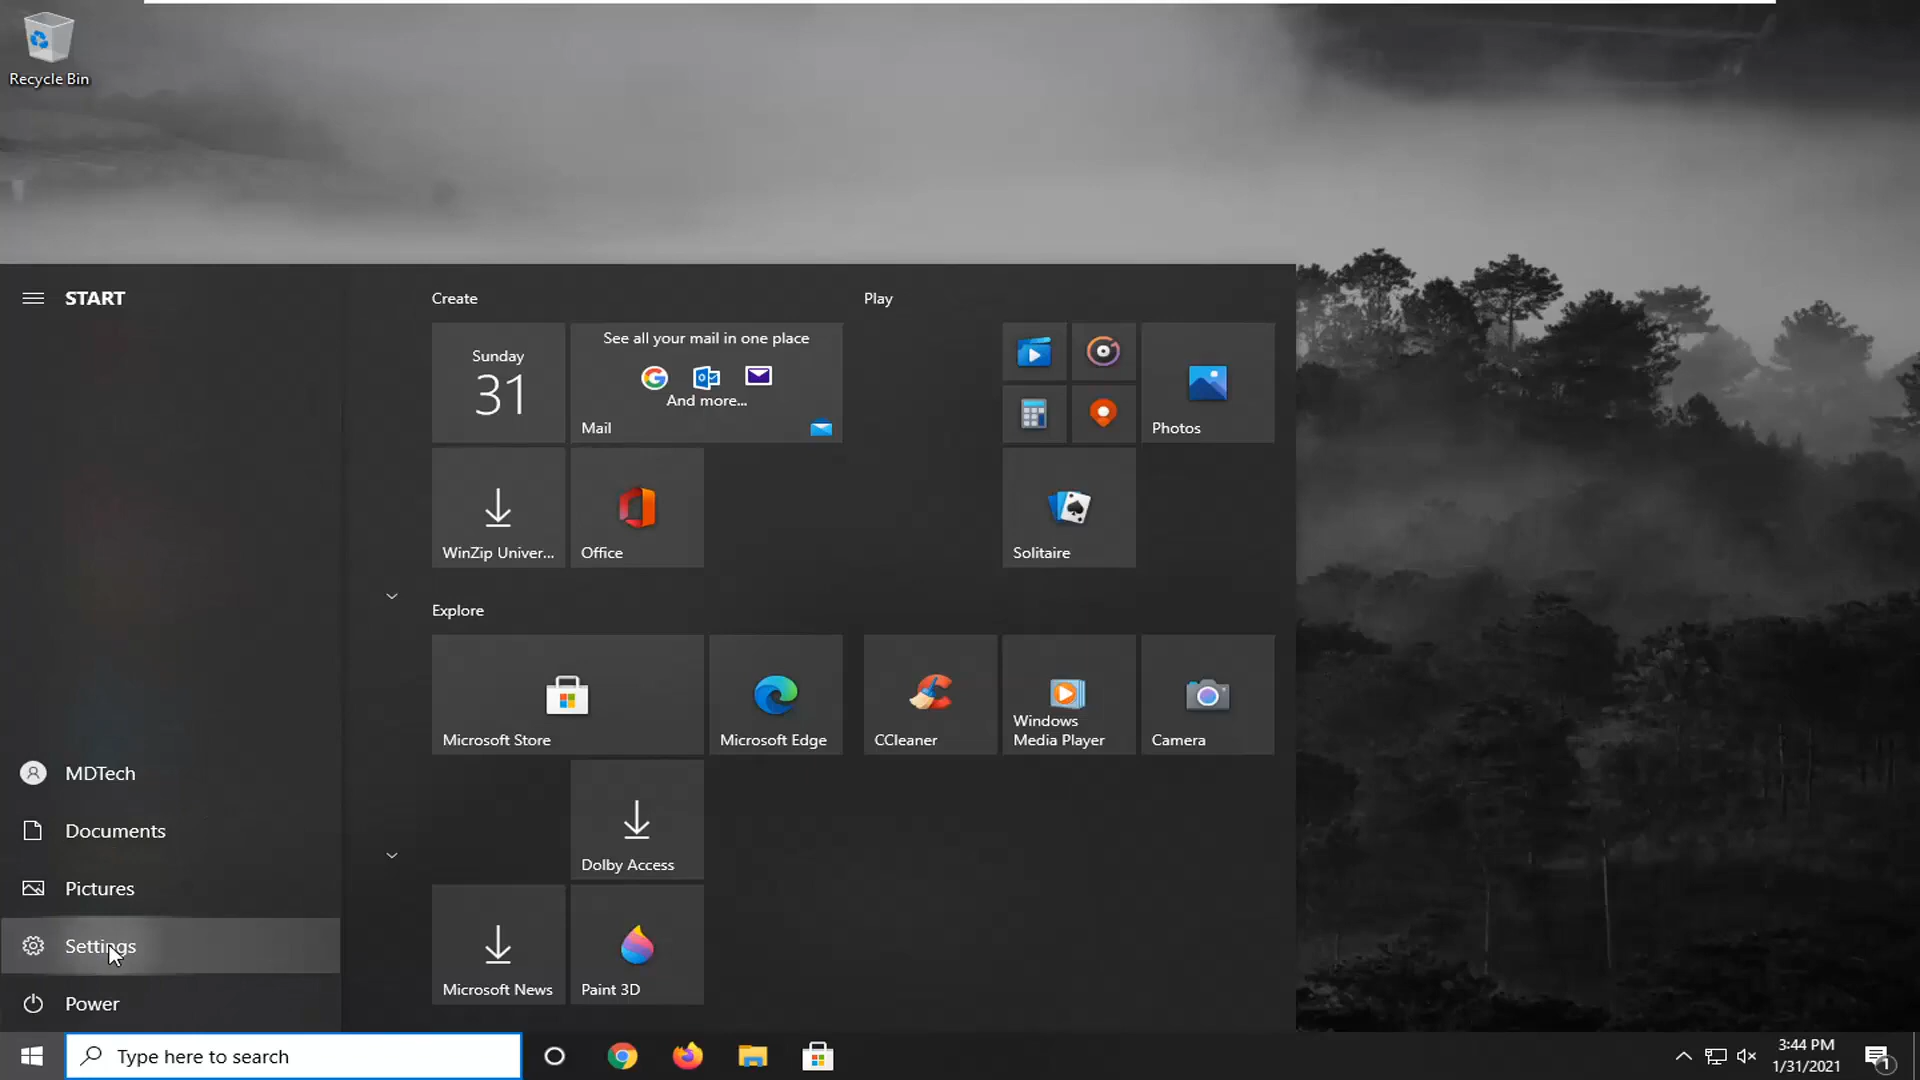 Recycle Bin
START
Create
Play
Sunday
31
See all your mail in one place
And more...
Mail
Photos
WinZip Univer...
Office
Solitaire
Explore
Microsoft Store
Microsoft Edge
CCleaner
Windows
Media Player
Camera
MDTech
Documents
Dolby Access
Pictures
Settings
Microsoft News
Paint 3D
Power
Type here to search
3:44 PM
1/31/2021
1